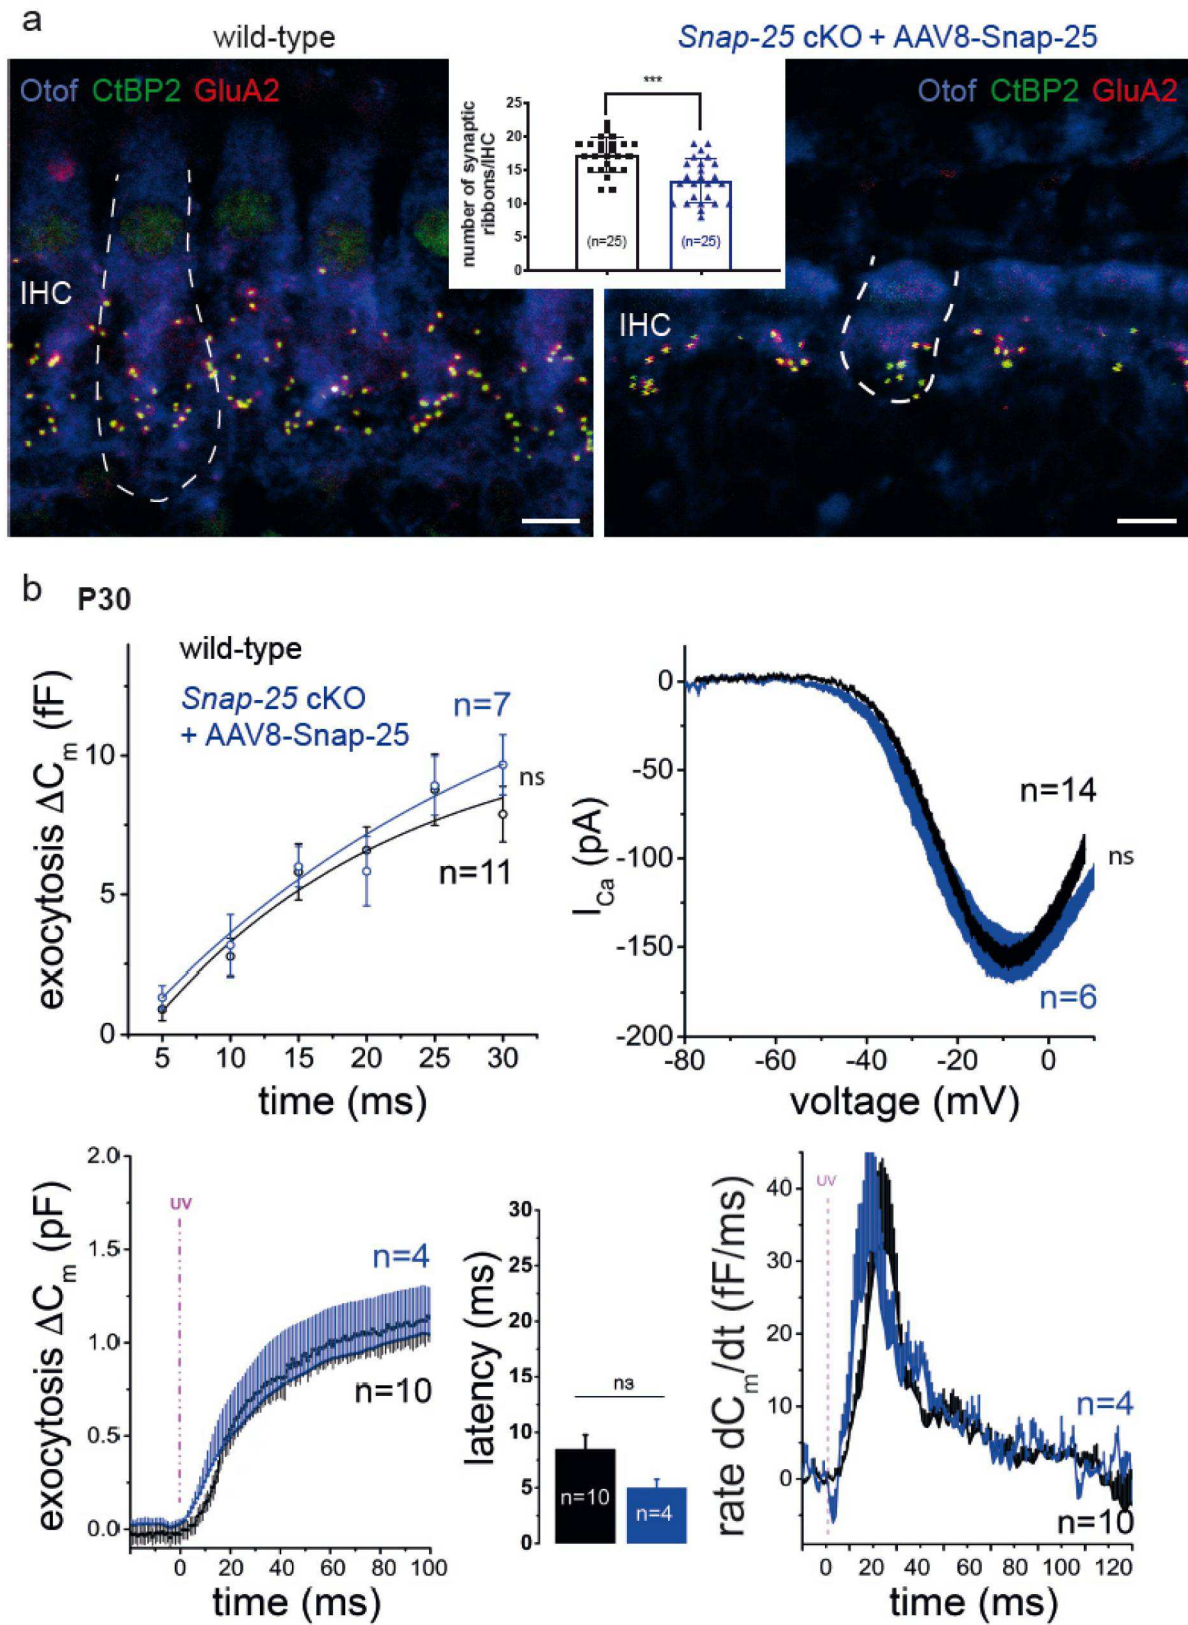 a
wild-type
Snap-25 cKO + AAV8-Snap-25
Otof CtBP2 GluA2
IHC
number of synaptic
ribbons/IHC
25
20
15
10
5
0
***
(n=25)
(n=25)
Otof CtBP2 GluA2
IHC
b
P30
exocytosis ΔCm (fF)
10
5
0
wild-type
Snap-25 cKO
+ AAV8-Snap-25
n=7
ns
n=11
5 10 15 20 25 30
time (ms)
ICa (pA)
0
-50
-100
-150
-200
n=14
ns
n=6
-80 -60 -40 -20 0
voltage (mV)
exocytosis ΔCm (pF)
2.0
1.5
1.0
0.5
0.0
UV
n=4
n=10
0 20 40 60 80 100
time (ms)
latency (ms)
30
25
20
15
10
5
0
ns
n=10
n=4
rate dCm/dt (fF/ms)
40
30
20
10
0
UV
n=4
n=10
0 20 40 60 80 100 120
time (ms)